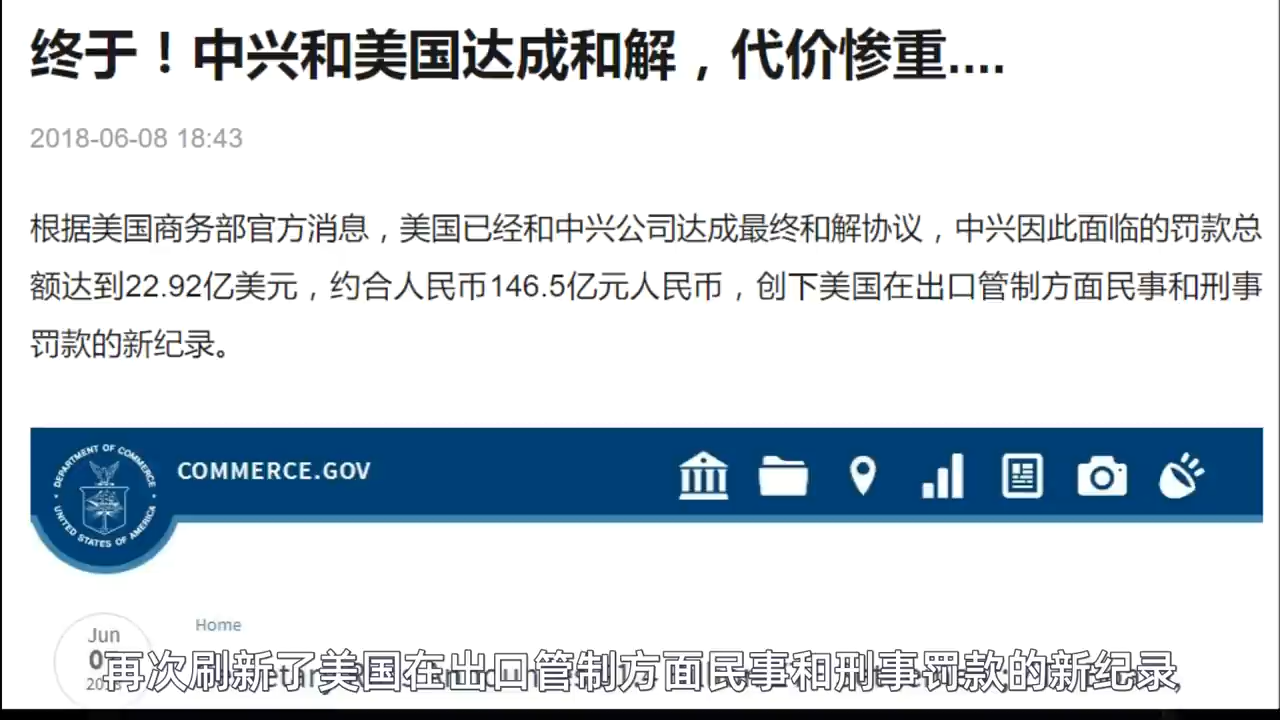 终于！中兴和美国达成和解，代价惨重....
2018-06-08 18:43
根据美国商务部官方消息，美国已经和中兴公司达成最终和解协议，中兴因此面临的罚款总
额达到22.92亿美元，约合人民币146.5亿元人民币，创下美国在出口管制方面民事和刑事
罚款的新纪录。
DEPARTMENT OF COMMERCE
UNITED STATES OF AMERICA
COMMERCE.GOV
Home
Jun
再次刷新了美国在出口管制方面民事和刑事罚款的新纪录